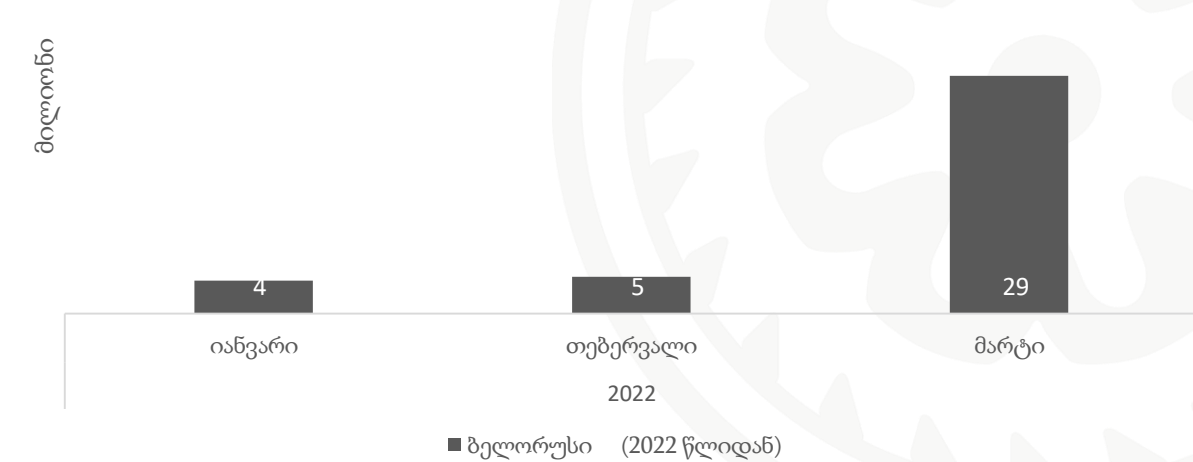 მილიონი
4 5 29
იანვარი თებერვალი მარტი
2022
ბელორუსი (2022 წლიდან)